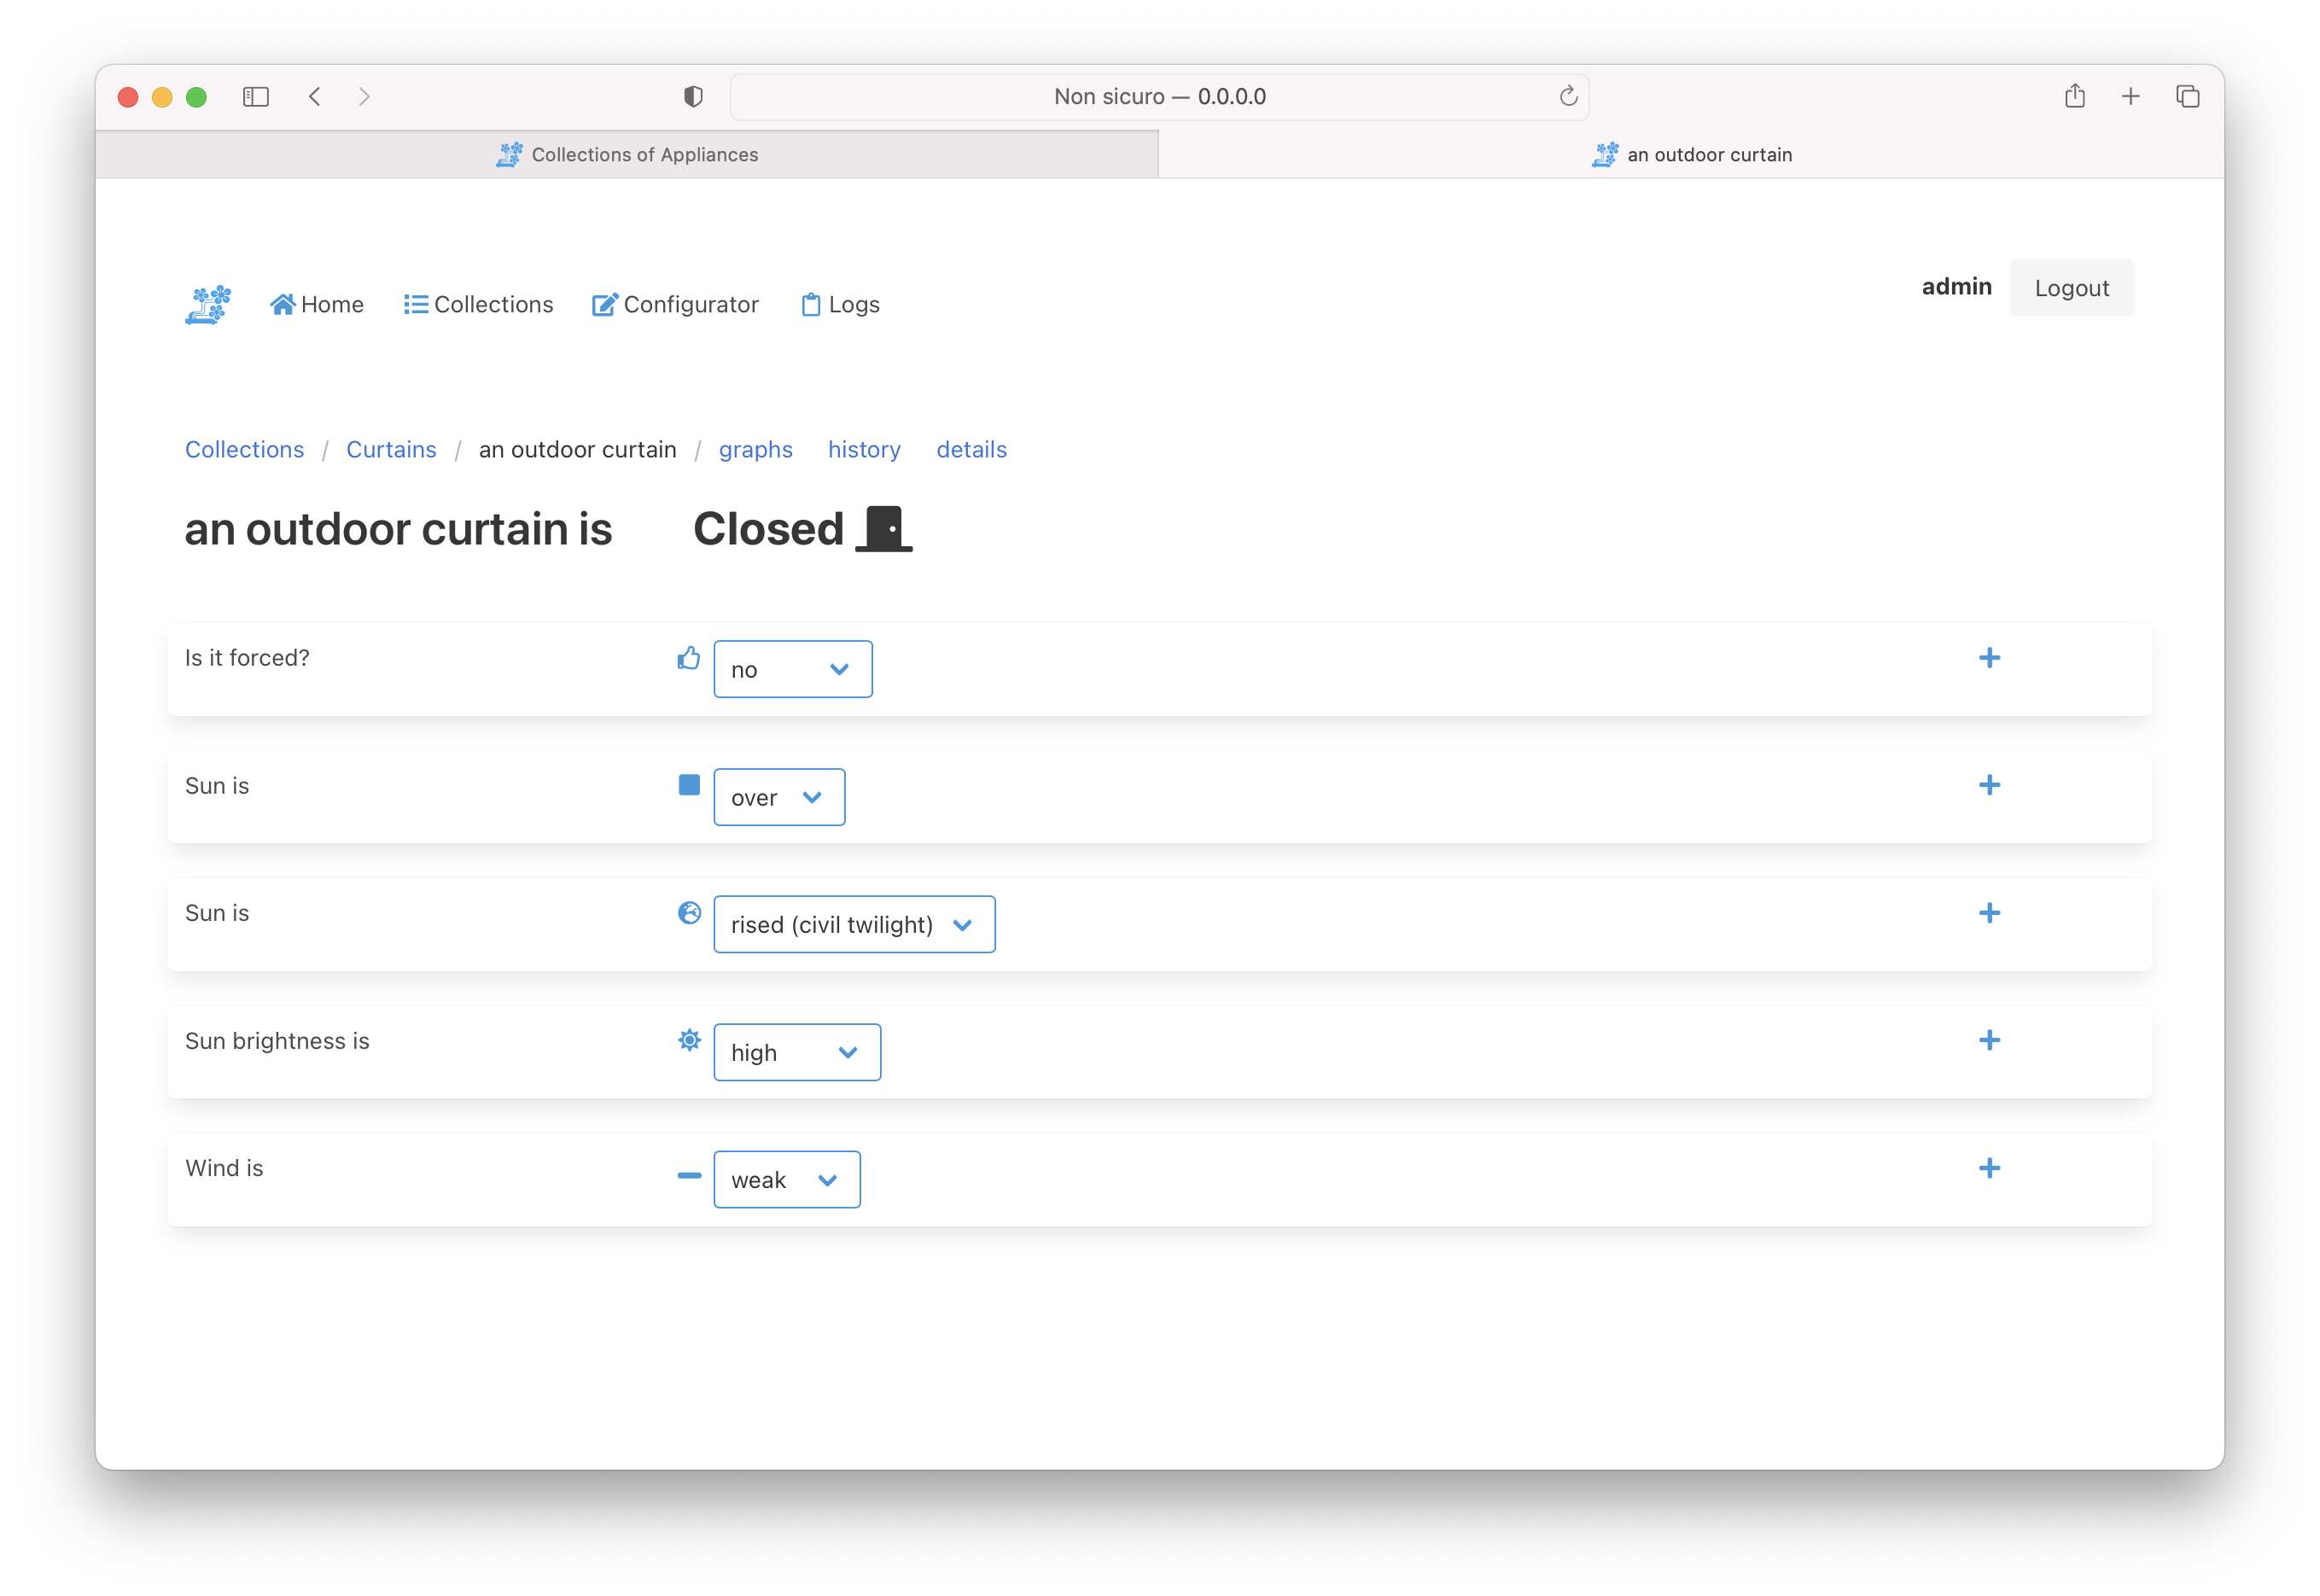 Non sicuro — 0.0.0.0
Collections of Appliances
an outdoor curtain
Home Collections Configurator Logs
admin Logout
Collections / Curtains / an outdoor curtain / graphs history details
an outdoor curtain is Closed
Is it forced? no
Sun is over
Sun is rised (civil twilight)
Sun brightness is high
Wind is weak